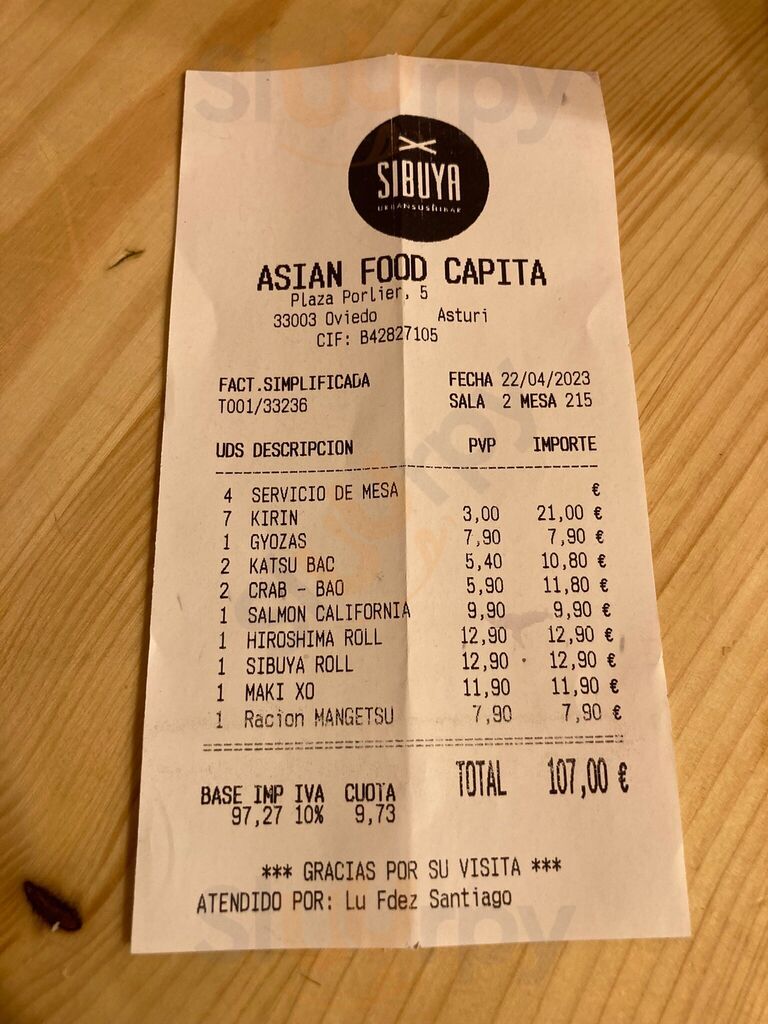 Sluurpy
SIBUYA
URBANSUSHIBAR
ASIAN FOOD CAPITA
Plaza Porlier, 5
33003 Oviedo Asturi
CIF: B42827105
FACT.SIMPLIFICADA FECHA 22/04/2023
T001/33236 SALA 2 MESA 215
UDS DESCRIPCION PVP IMPORTE
4 SERVICIO DE MESA €
7 KIRIN 3,00 21,00 €
1 GYOZAS 7,90 7,90 €
2 KATSU BAC 5,40 10,80 €
2 CRAB - BAO 5,90 11,80 €
1 SALMON CALIFORNIA 9,90 9,90 €
1 HIROSHIMA ROLL 12,90 12,90 €
1 SIBUYA ROLL 12,90 12,90 €
1 MAKI XO 11,90 11,90 €
1 Racion MANGETSU 7,90 7,90 €
TOTAL 107,00 €
BASE IMP IVA CUOTA
97,27 10% 9,73
*** GRACIAS POR SU VISITA ***
ATENDIDO POR: Lu Fdez Santiago
Sluurpy